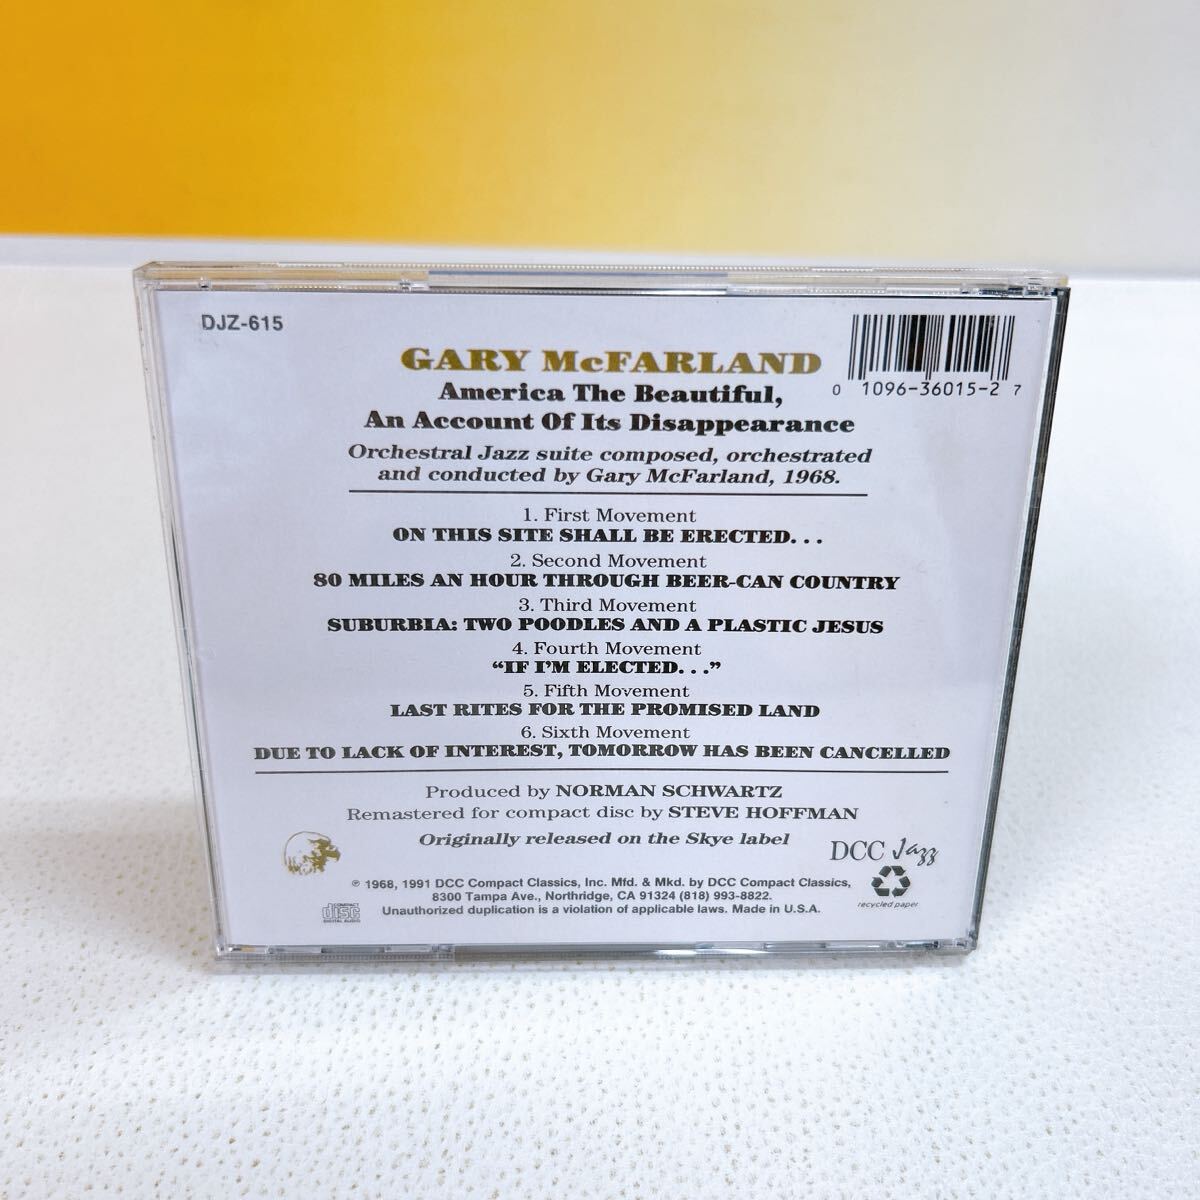 DJZ-615
GARY McFARLAND
0 1096-36015-2 7
America The Beautiful,
An Account Of Its Disappearance
Orchestral Jazz suite composed, orchestrated
and conducted by Gary McFarland, 1968.
1. First Movement
ON THIS SITE SHALL BE ERECTED. . .
2. Second Movement
80 MILES AN HOUR THROUGH BEER-CAN COUNTRY
3. Third Movement
SUBURBIA: TWO POODLES AND A PLASTIC JESUS
4. Fourth Movement
“IF I’M ELECTED. . .”
5. Fifth Movement
LAST RITES FOR THE PROMISED LAND
6. Sixth Movement
DUE TO LACK OF INTEREST, TOMORROW HAS BEEN CANCELLED
Produced by NORMAN SCHWARTZ
Remastered for compact disc by STEVE HOFFMAN
Originally released on the Skye label
DCC Jazz
℗ 1968, 1991 DCC Compact Classics, Inc. Mfd. & Mkd. by DCC Compact Classics,
8300 Tampa Ave., Northridge, CA 91324 (818) 993-8822.
Unauthorized duplication is a violation of applicable laws. Made in U.S.A.
COMPACT
disc
DIGITAL AUDIO
recycled paper